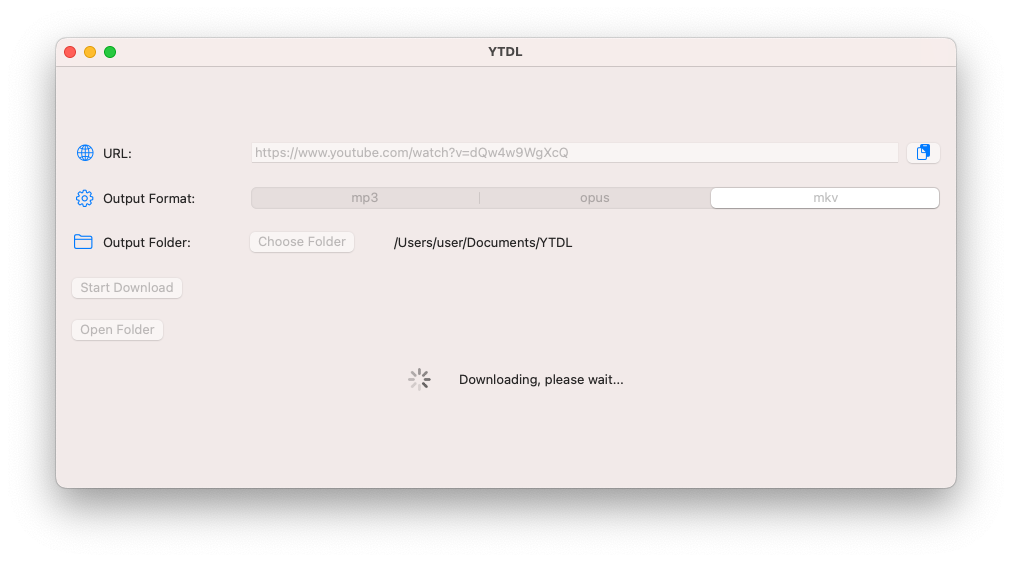 YTDL
URL:
https://www.youtube.com/watch?v=dQw4w9WgXcQ
Output Format:
mp3
opus
mkv
Output Folder:
Choose Folder
/Users/user/Documents/YTDL
Start Download
Open Folder
Downloading, please wait...